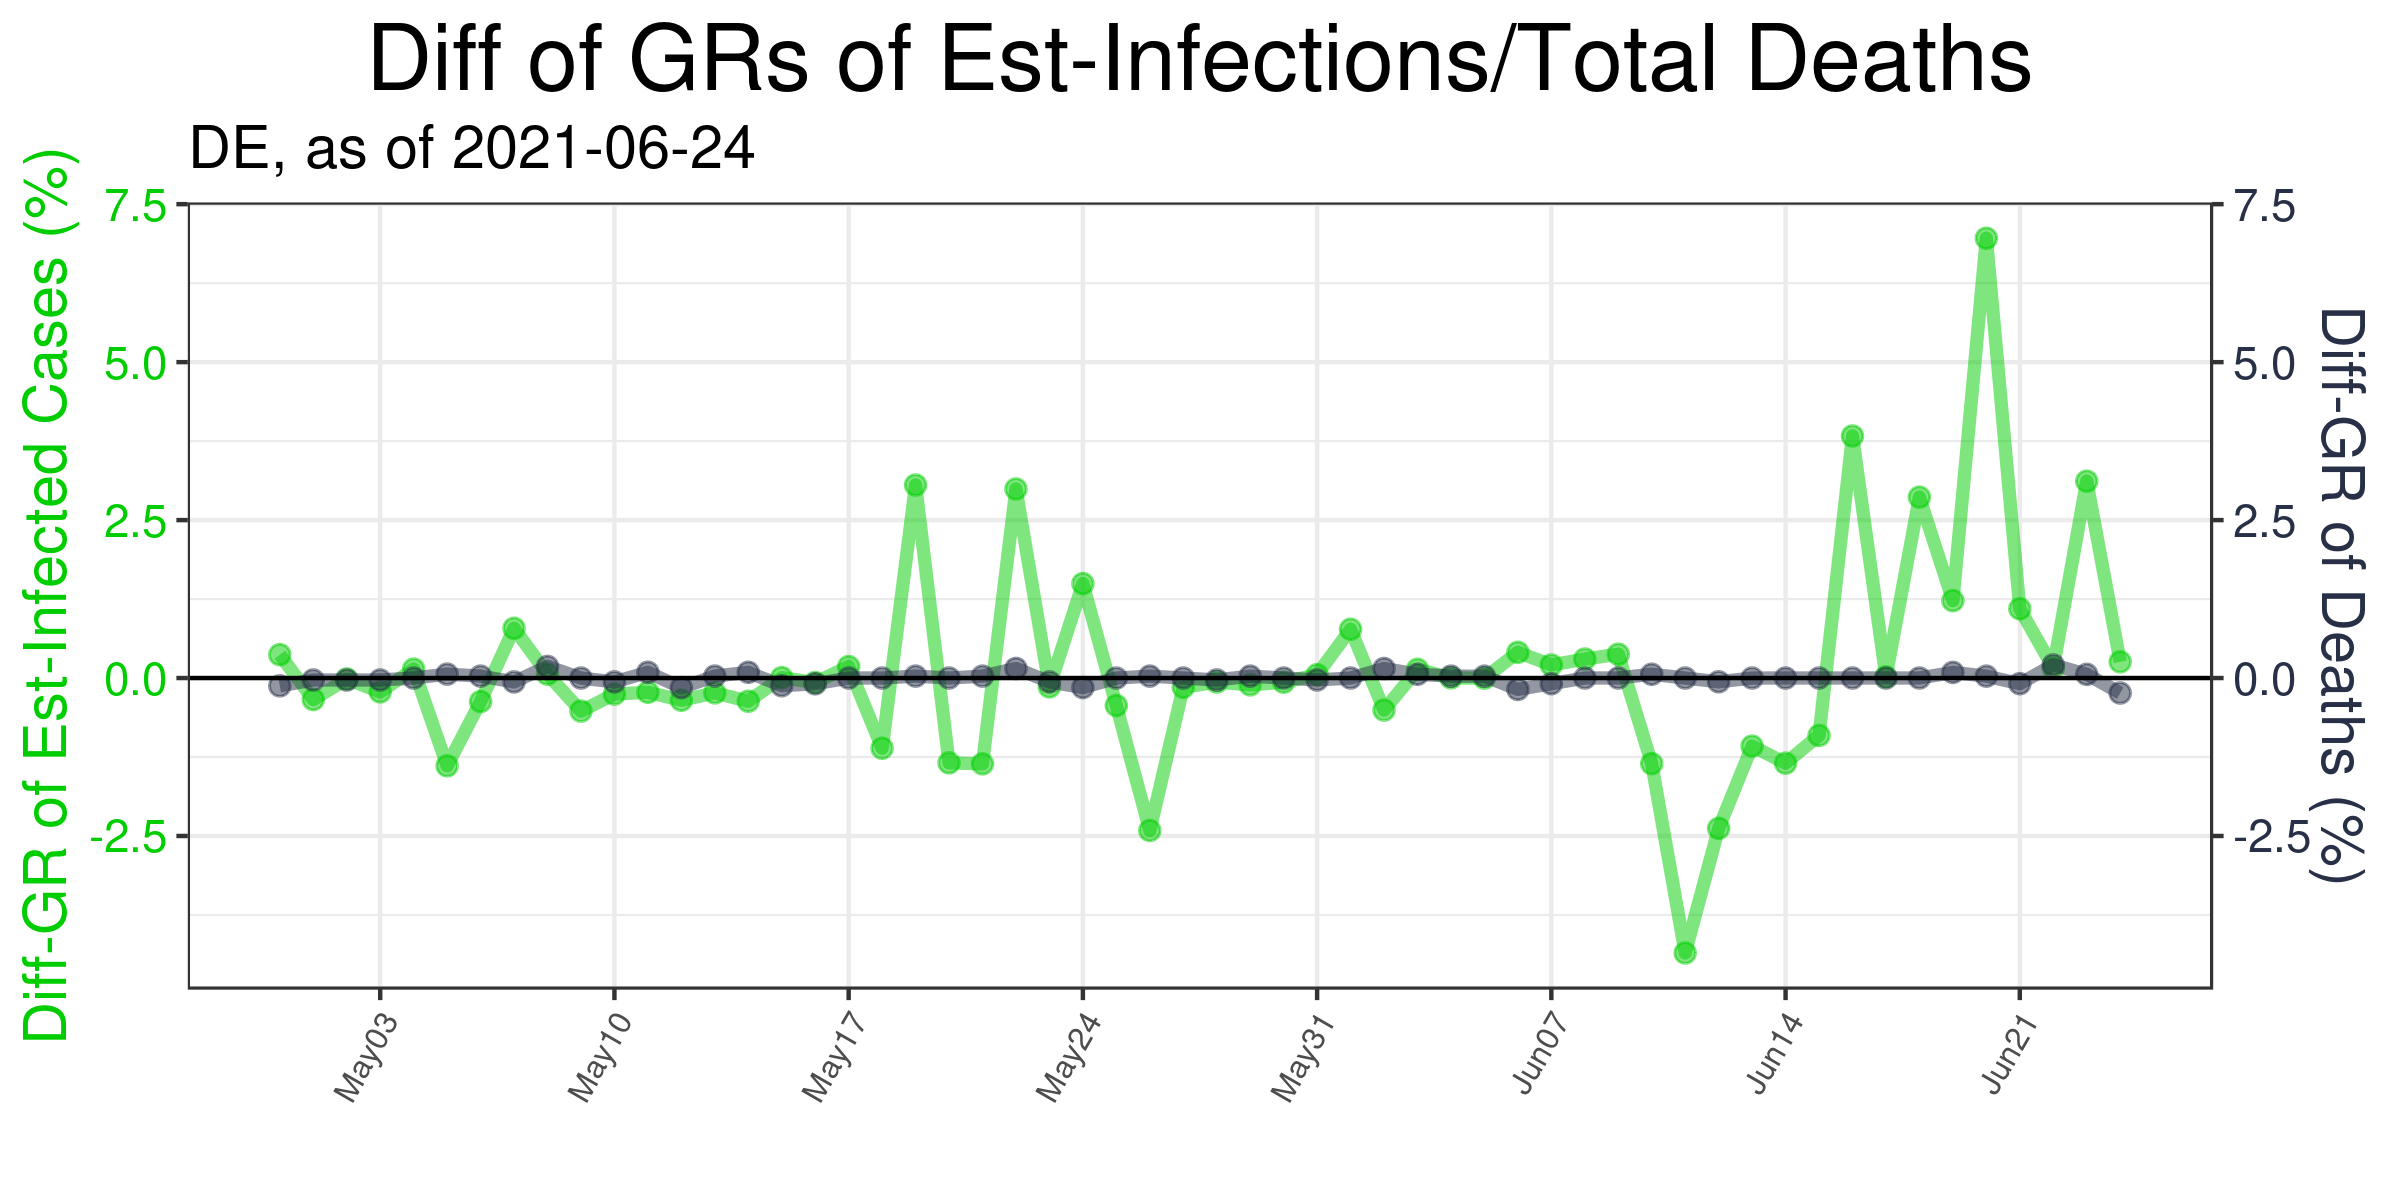 Diff of GRs of Est-Infections/Total Deaths
DE, as of 2021-06-24
Diff-GR of Est-Infected Cases (%)
7.5
5.0
2.5
0.0
-2.5
7.5
5.0
2.5
0.0
-2.5
Diff-GR of Deaths (%)
May03
May10
May17
May24
May31
Jun07
Jun14
Jun21